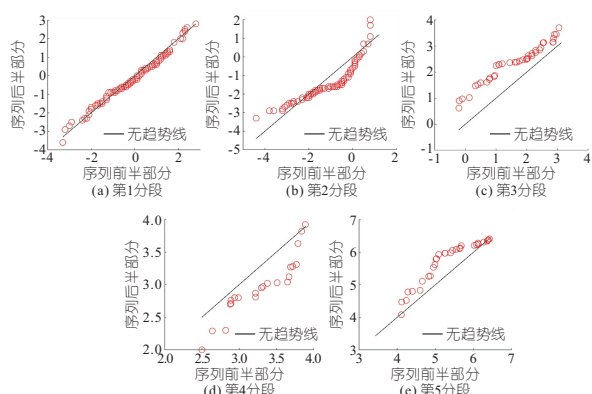 序列后半部分
3
2
1
0
-1
-2
-3
-4
无趋势线
-2 0 2
序列前半部分
(a) 第1分段
序列后半部分
2
1
0
-1
-2
-3
-4
-5
无趋势线
-4 -2 0 2
序列前半部分
(b) 第2分段
序列后半部分
4
3
2
1
0
-1
无趋势线
-1 0 1 2 3 4
序列前半部分
(c) 第3分段
序列后半部分
4.0
3.5
3.0
2.5
2.0
无趋势线
2.0 2.5 3.0 3.5 4.0
序列前半部分
(d) 第4分段
序列后半部分
7
6
5
4
3
无趋势线
3 4 5 6 7
序列前半部分
(e) 第5分段